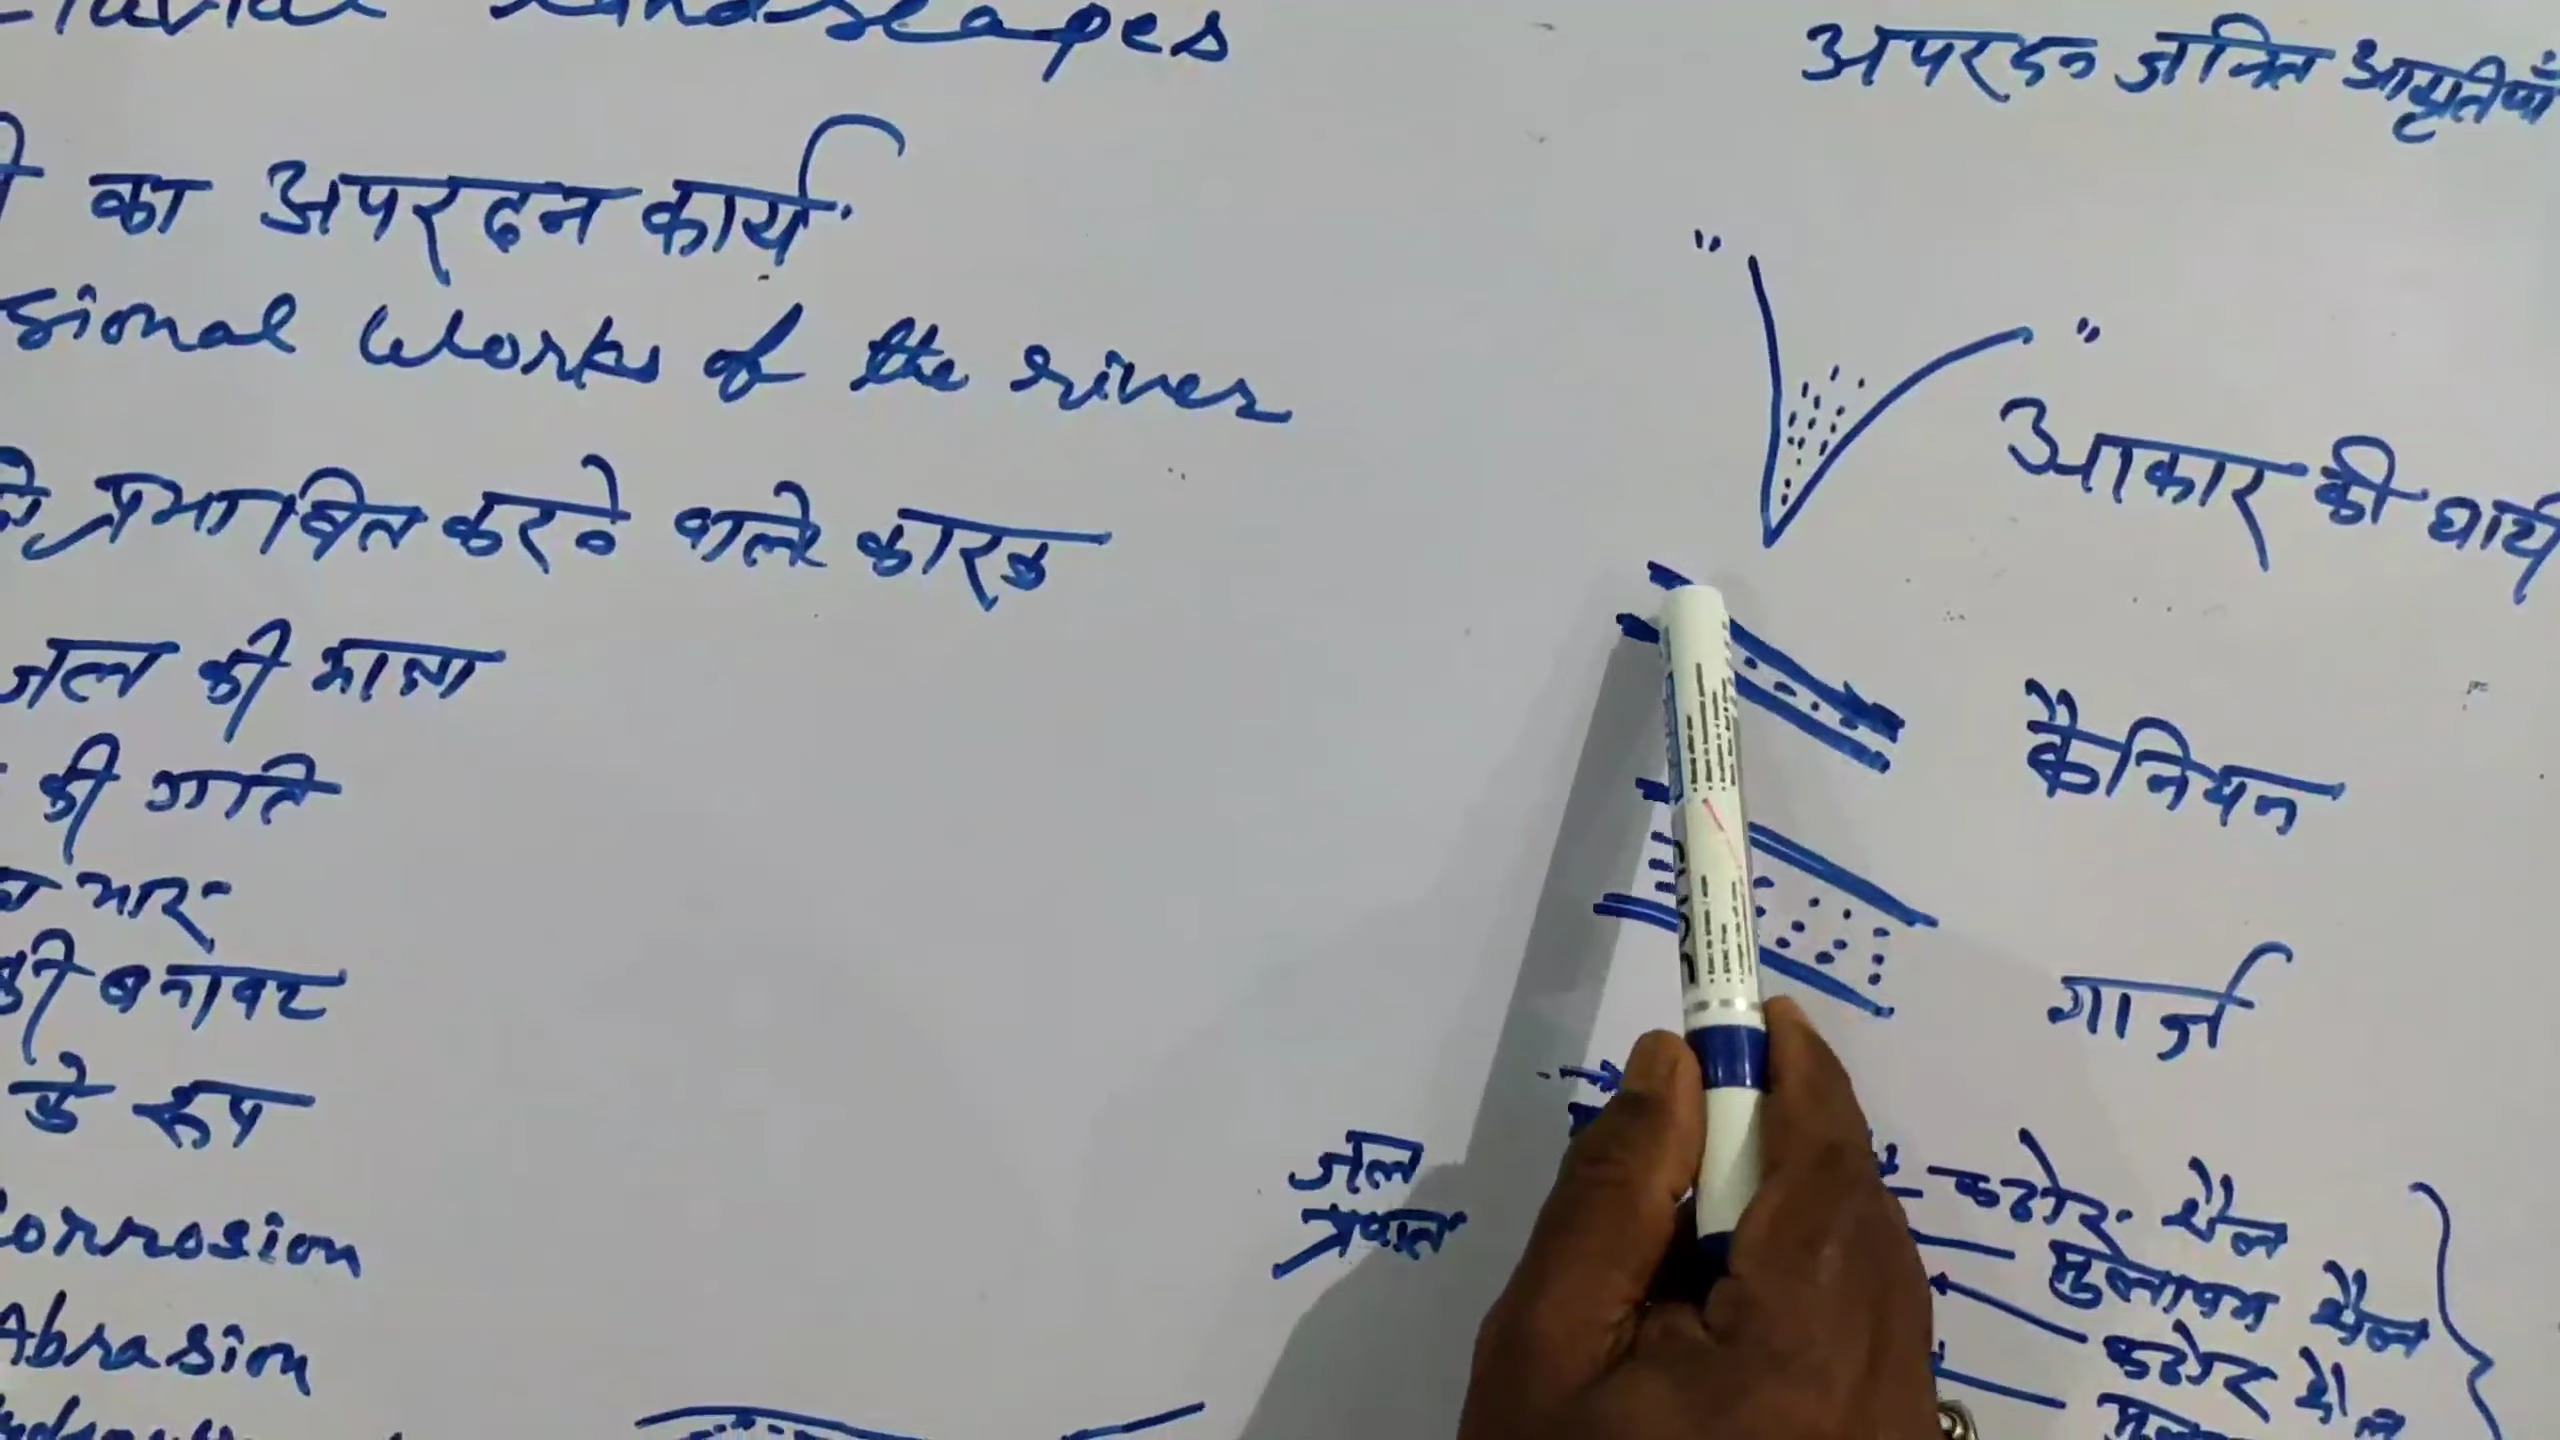 Landscapes
का अपरदन कार्य
sional Works of the river
प्रभावित करने वाले कारक
जल की मात्रा
की गति
भार
की बनावट
के रूप
Corrosion
Abrasion
अपरदन जनित आकृतियाँ
" V "
आकार की घाटी
कैनियन
गार्ज
जल
प्रपात
कठोर शैल
मुलायम शैल
कठोर शैल